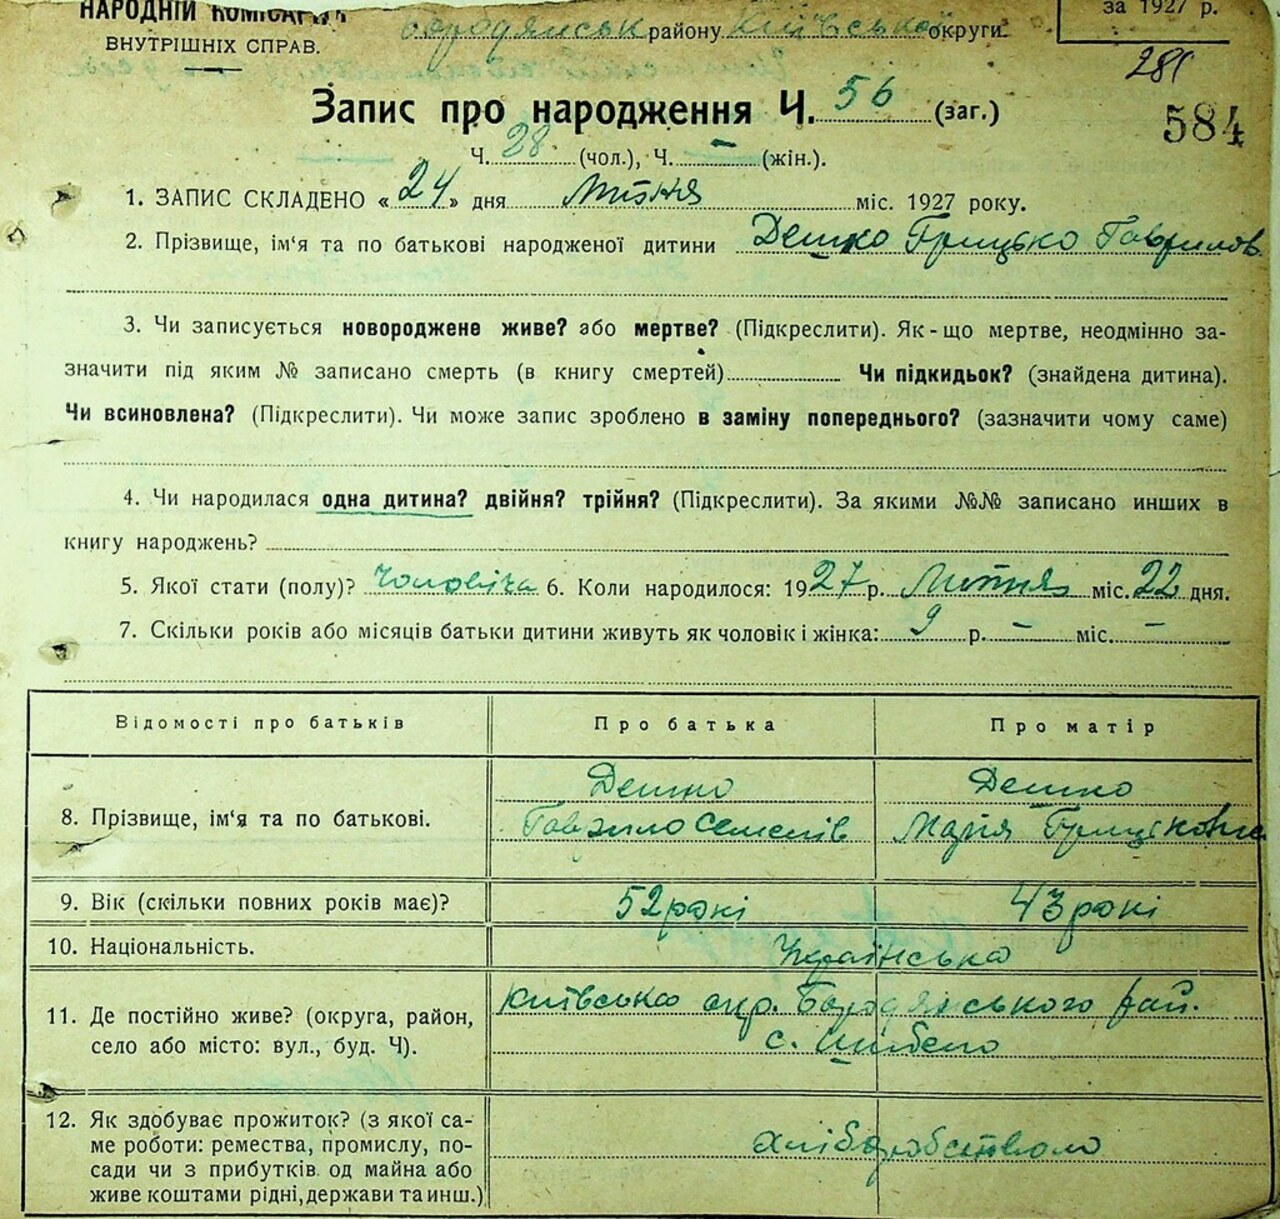 НАРОДНІЙ КОМІСАРІЯТ
ВНУТРІШНІХ СПРАВ.
Бородянськ району Київської округи
за 1927 р.
584
Запис про народження Ч. 56 (заг.)
Ч. 28 (чол.), Ч. – (жін.).
1. ЗАПИС СКЛАДЕНО «24» дня Липня міс. 1927 року.
2. Прізвище, ім'я та по батькові народженої дитини Дешко Грицько Гаврилов
3. Чи записується новороджене живе? або мертве? (Підкреслити). Як-що мертве, неодмінно за-
значити під яким № записано смерть (в книгу смертей) Чи підкидьок? (знайдена дитина).
Чи всиновлена? (Підкреслити). Чи може запис зроблено в заміну попереднього? (зазначити чому саме)
4. Чи народилася одна дитина? двійня? трійня? (Підкреслити). За якими №№ записано инших в
книгу народжень?
5. Якої стати (полу)? чоловіча 6. Коли народилося: 1927 р. Липня міс. 22 дня.
7. Скільки років або місяців батьки дитини живуть як чоловік і жінка: 9 р. – міс. –
Відомості про батьків Про батька Про матір
8. Прізвище, ім'я та по батькові. Дешко Дешко
Гаврило Семенів Марія Грицьковна
9. Вік (скільки повних років має)? 52 рокі 43 рокі
10. Національність. Українська
11. Де постійно живе? (округа, район, Київська окр. Бородянського рай.
село або місто: вул., буд. Ч). с. Шибено
12. Як здобуває прожиток? (з якої са-
ме роботи: ремества, промислу, по- хліборобством
сади чи з прибутків од майна або
живе коштами рідні, держави та инш.)